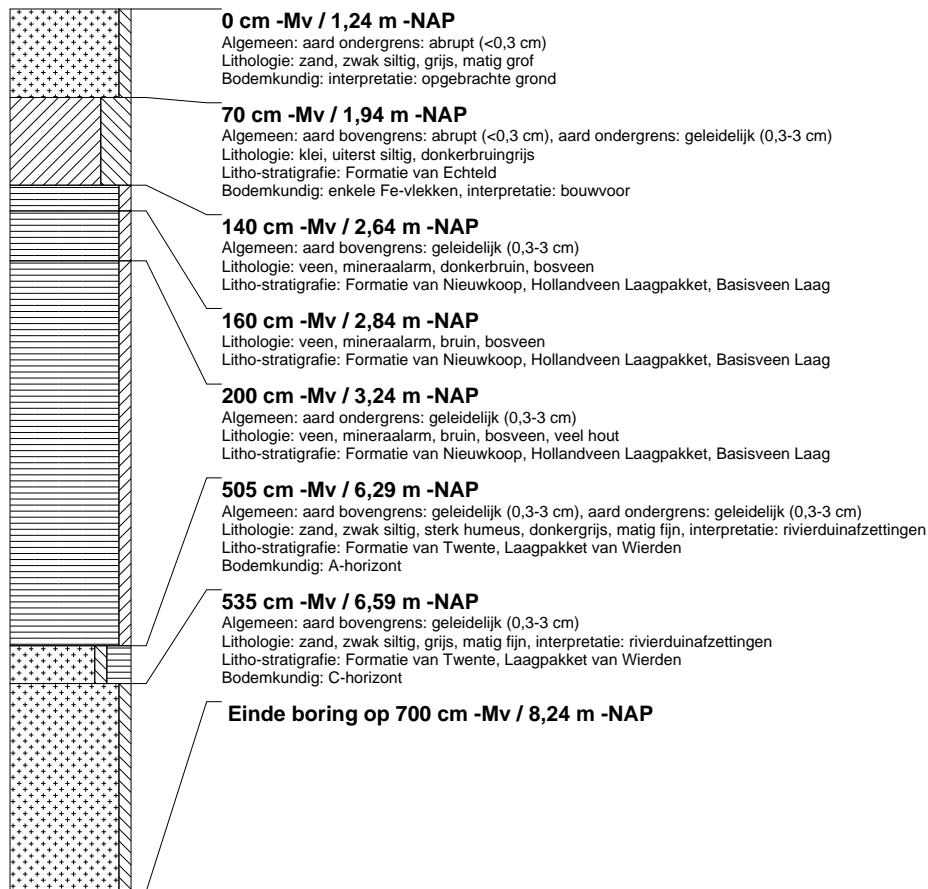 0 cm -Mv / 1,24 m -NAP
Algemeen: aard ondergrens: abrupt (<0,3 cm)
Lithologie: zand, zwak siltig, grijs, matig grof
Bodemkundig: interpretatie: opgebrachte grond
70 cm -Mv / 1,94 m -NAP
Algemeen: aard bovengrens: abrupt (<0,3 cm), aard ondergrens: geleidelijk (0,3-3 cm)
Lithologie: klei, uiterst siltig, donkerbruingrijs
Litho-stratigrafie: Formatie van Echteld
Bodemkundig: enkele Fe-vlekken, interpretatie: bouwvoor
140 cm -Mv / 2,64 m -NAP
Algemeen: aard bovengrens: geleidelijk (0,3-3 cm)
Lithologie: veen, mineraalarm, donkerbruin, bosveen
Litho-stratigrafie: Formatie van Nieuwkoop, Hollandveen Laagpakket, Basisveen Laag
160 cm -Mv / 2,84 m -NAP
Lithologie: veen, mineraalarm, bruin, bosveen
Litho-stratigrafie: Formatie van Nieuwkoop, Hollandveen Laagpakket, Basisveen Laag
200 cm -Mv / 3,24 m -NAP
Algemeen: aard ondergrens: geleidelijk (0,3-3 cm)
Lithologie: veen, mineraalarm, bruin, bosveen, veel hout
Litho-stratigrafie: Formatie van Nieuwkoop, Hollandveen Laagpakket, Basisveen Laag
505 cm -Mv / 6,29 m -NAP
Algemeen: aard bovengrens: geleidelijk (0,3-3 cm), aard ondergrens: geleidelijk (0,3-3 cm)
Lithologie: zand, zwak siltig, sterk humeus, donkergrijs, matig fijn, interpretatie: rivierduinafzettingen
Litho-stratigrafie: Formatie van Twente, Laagpakket van Wierden
Bodemkundig: A-horizont
535 cm -Mv / 6,59 m -NAP
Algemeen: aard bovengrens: geleidelijk (0,3-3 cm)
Lithologie: zand, zwak siltig, grijs, matig fijn, interpretatie: rivierduinafzettingen
Litho-stratigrafie: Formatie van Twente, Laagpakket van Wierden
Bodemkundig: C-horizont
Einde boring op 700 cm -Mv / 8,24 m -NAP